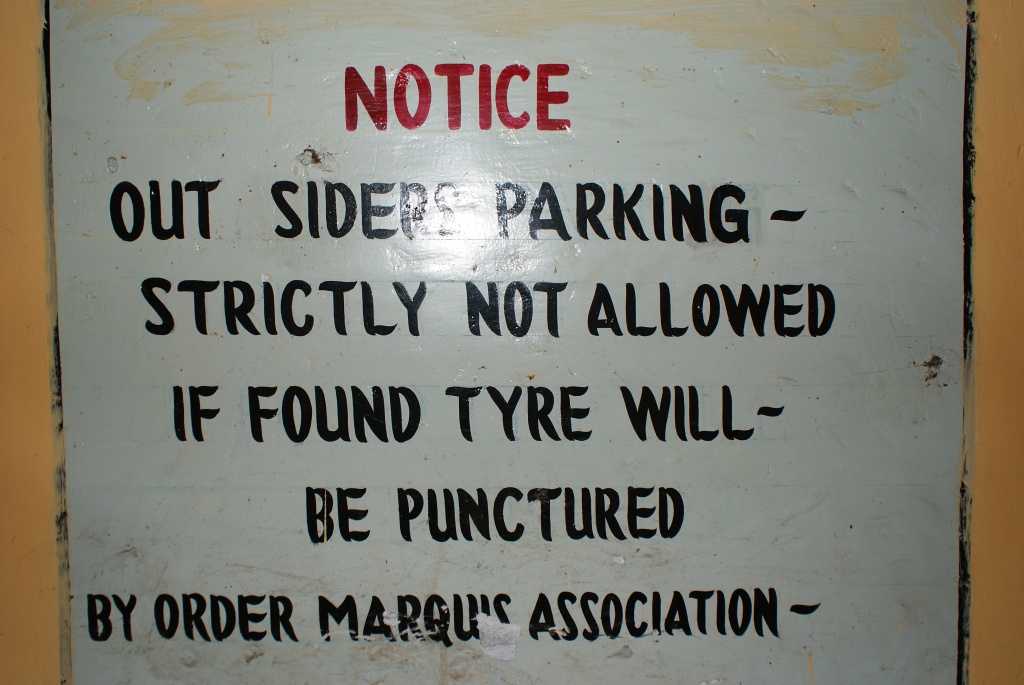 NOTICE
OUT SIDERS PARKING ~
STRICTLY NOT ALLOWED
IF FOUND TYRE WILL ~
BE PUNCTURED
BY ORDER MARQUIS ASSOCIATION ~